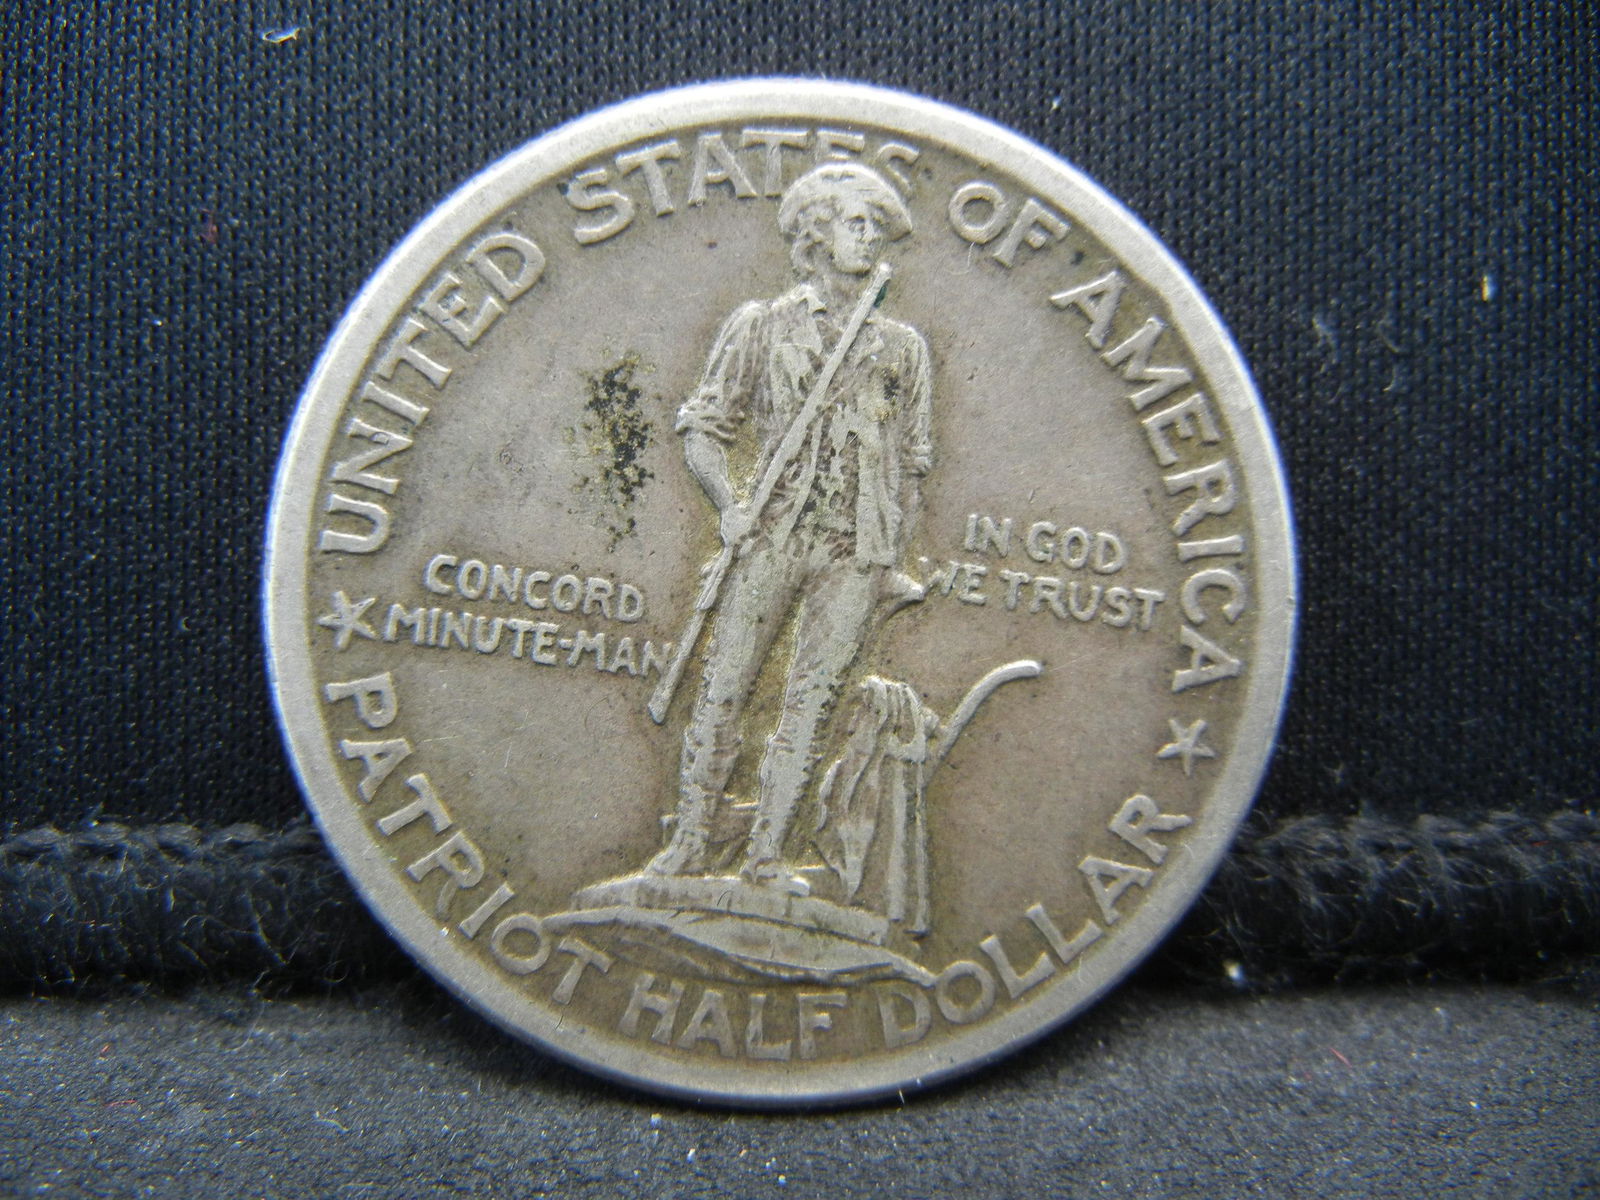 UNITED STATES OF AMERICA
CONCORD
MINUTE-MAN
IN GOD
WE TRUST
PATRIOT HALF DOLLAR